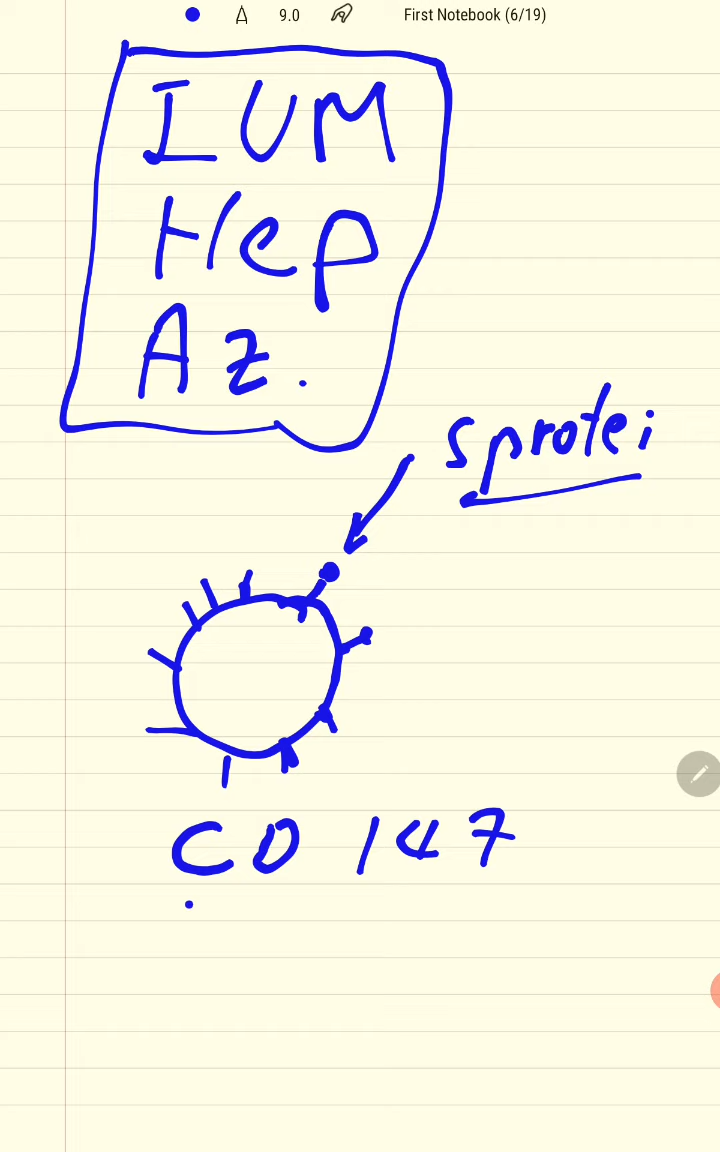 9.0 First Notebook (6/19)
IUM
Hep
Az.
sprotei
CD 147